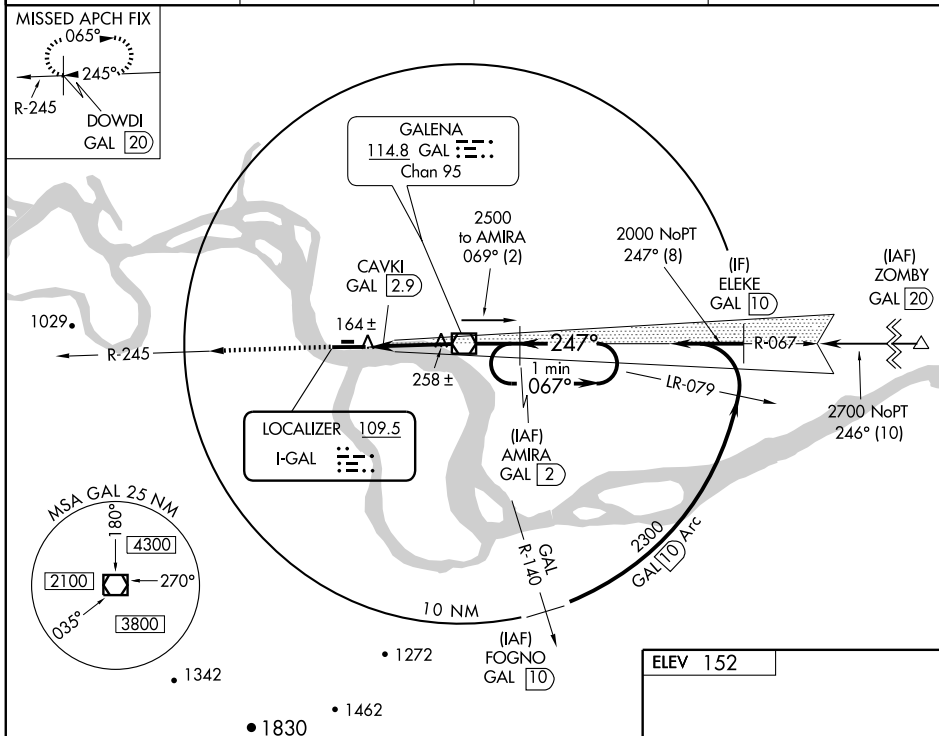 MISSED APCH FIX
065°
245°
R-245
DOWDI
GAL 20
GALENA
114.8 GAL
Chan 95
2500
to AMIRA
069° (2)
2000 NoPT
247° (8)
(IF)
ELEKE
GAL 10
(IAF)
ZOMBY
GAL 20
CAVKI
GAL 2.9
1029
164 ±
R-245
258 ±
247°
1 min
067°
R-067
LR-079
2700 NoPT
246° (10)
LOCALIZER 109.5
I-GAL
(IAF)
AMIRA
GAL 2
MSA GAL 25 NM
180°
4300
2100
270°
035°
3800
GAL
R-140
2300
GAL 10 Arc
10 NM
(IAF)
FOGNO
GAL 10
1272
1342
1462
1830
ELEV 152